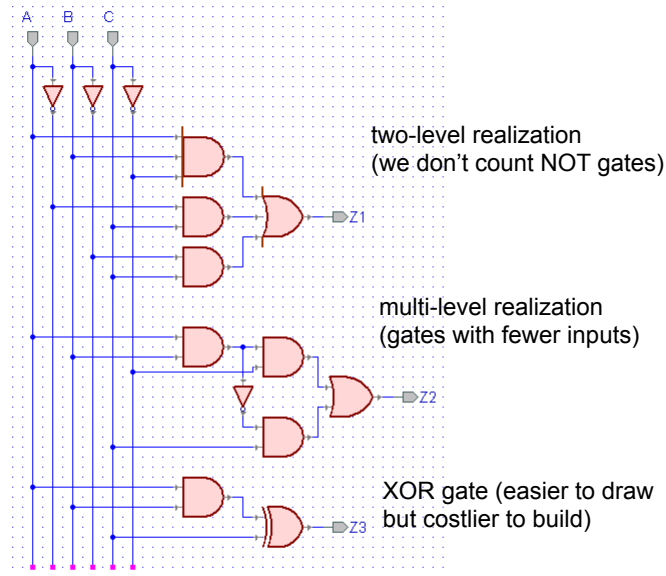 A B C
two-level realization
(we don’t count NOT gates)
Z1
multi-level realization
(gates with fewer inputs)
Z2
XOR gate (easier to draw
but costlier to build)
Z3